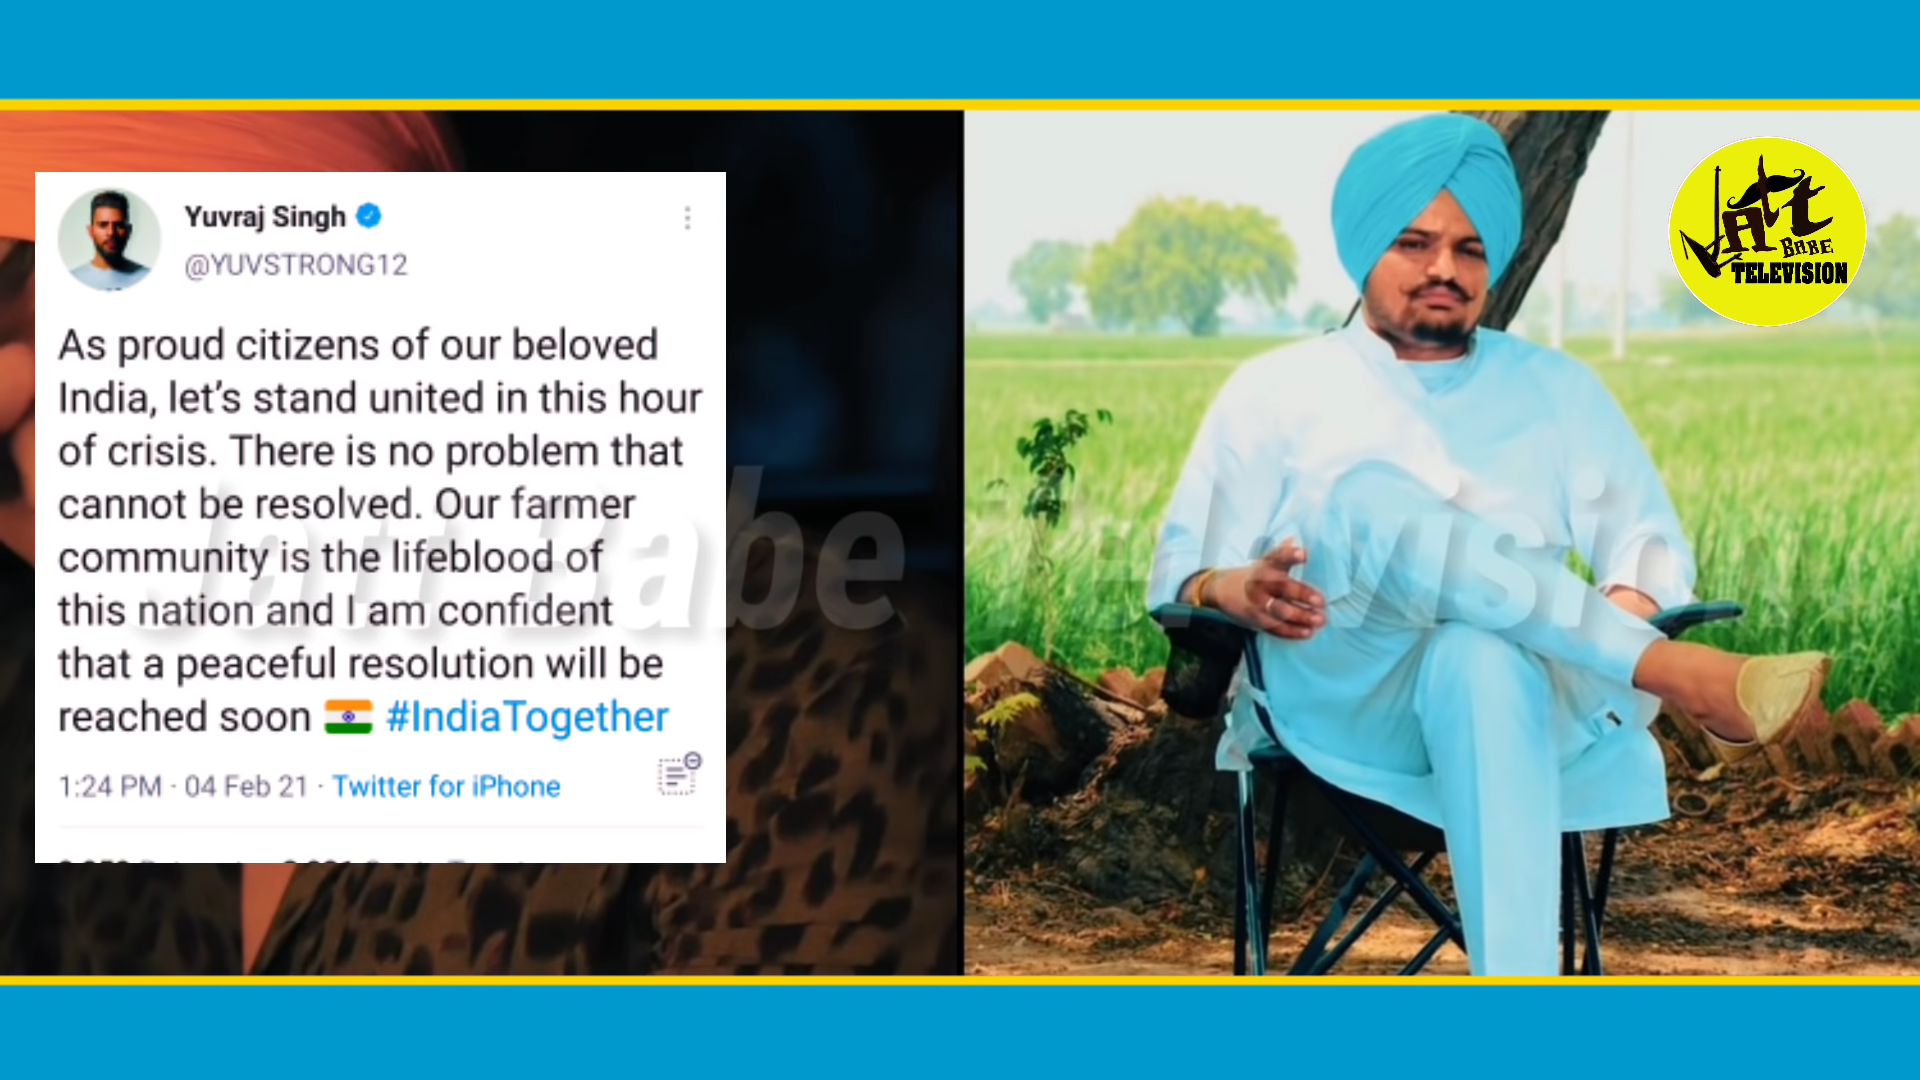 Yuvraj Singh
@YUVSTRONG12
As proud citizens of our beloved
India, let's stand united in this hour
of crisis. There is no problem that
cannot be resolved. Our farmer
community is the lifeblood of
this nation and I am confident
that a peaceful resolution will be
reached soon 🇮🇳 #IndiaTogether
1:24 PM · 04 Feb 21 · Twitter for iPhone
Jatt Babe Television
Jatt
BABE
TELEVISION